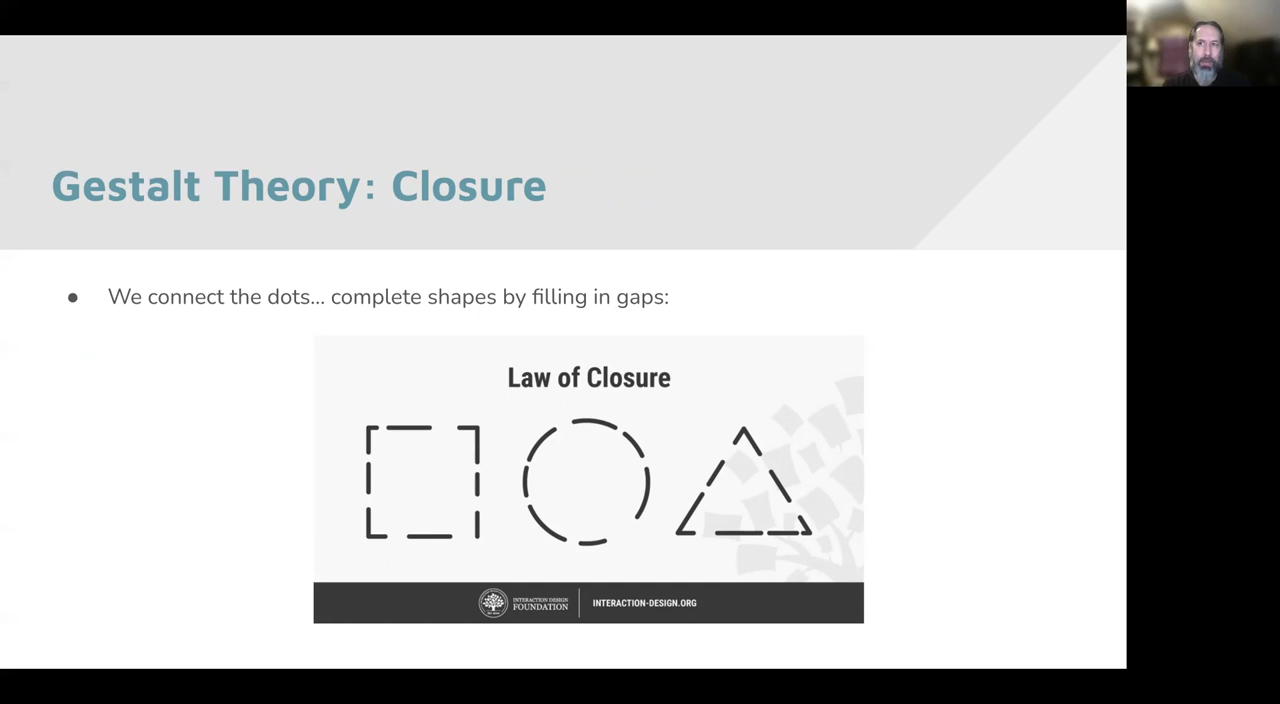 Gestalt Theory: Closure
● We connect the dots... complete shapes by filling in gaps:
Law of Closure
INTERACTION DESIGN
FOUNDATION
INTERACTION-DESIGN.ORG